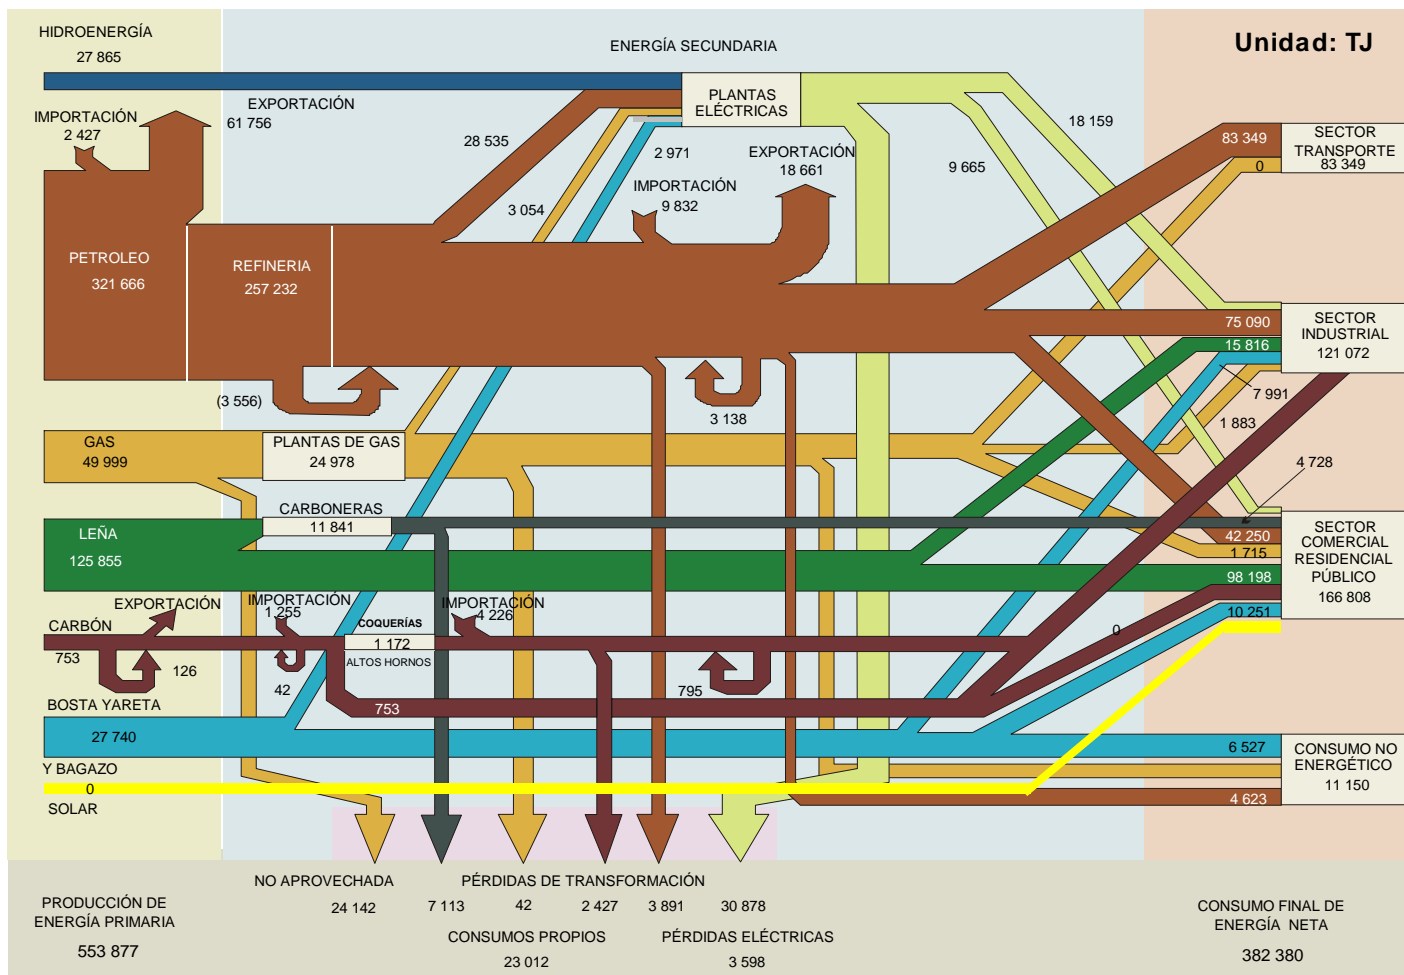 HIDROENERGÍA
27 865
ENERGÍA SECUNDARIA
Unidad: TJ
IMPORTACIÓN
2 427
EXPORTACIÓN
61 756
PLANTAS
ELÉCTRICAS
28 535
2 971
3 054
EXPORTACIÓN
18 661
IMPORTACIÓN
9 832
18 159
9 665
83 349
0
SECTOR
TRANSPORTE
83 349
PETROLEO
321 666
REFINERIA
257 232
(3 556)
3 138
75 090
15 816
7 991
1 883
SECTOR
INDUSTRIAL
121 072
GAS
49 999
PLANTAS DE GAS
24 978
CARBONERAS
11 841
LEÑA
125 855
4 728
42 250
1 715
98 198
10 251
0
SECTOR
COMERCIAL
RESIDENCIAL
PÚBLICO
166 808
EXPORTACIÓN
CARBÓN
753
126
IMPORTACIÓN
1 255
42
COQUERÍAS
1 172
ALTOS HORNOS
IMPORTACIÓN
4 226
795
753
BOSTA YARETA
27 740
Y BAGAZO
0
SOLAR
6 527
4 623
CONSUMO NO
ENERGÉTICO
11 150
NO APROVECHADA
24 142
PÉRDIDAS DE TRANSFORMACIÓN
7 113
42
2 427
3 891
30 878
CONSUMOS PROPIOS
23 012
PÉRDIDAS ELÉCTRICAS
3 598
PRODUCCIÓN DE
ENERGÍA PRIMARIA
553 877
CONSUMO FINAL DE
ENERGÍA NETA
382 380